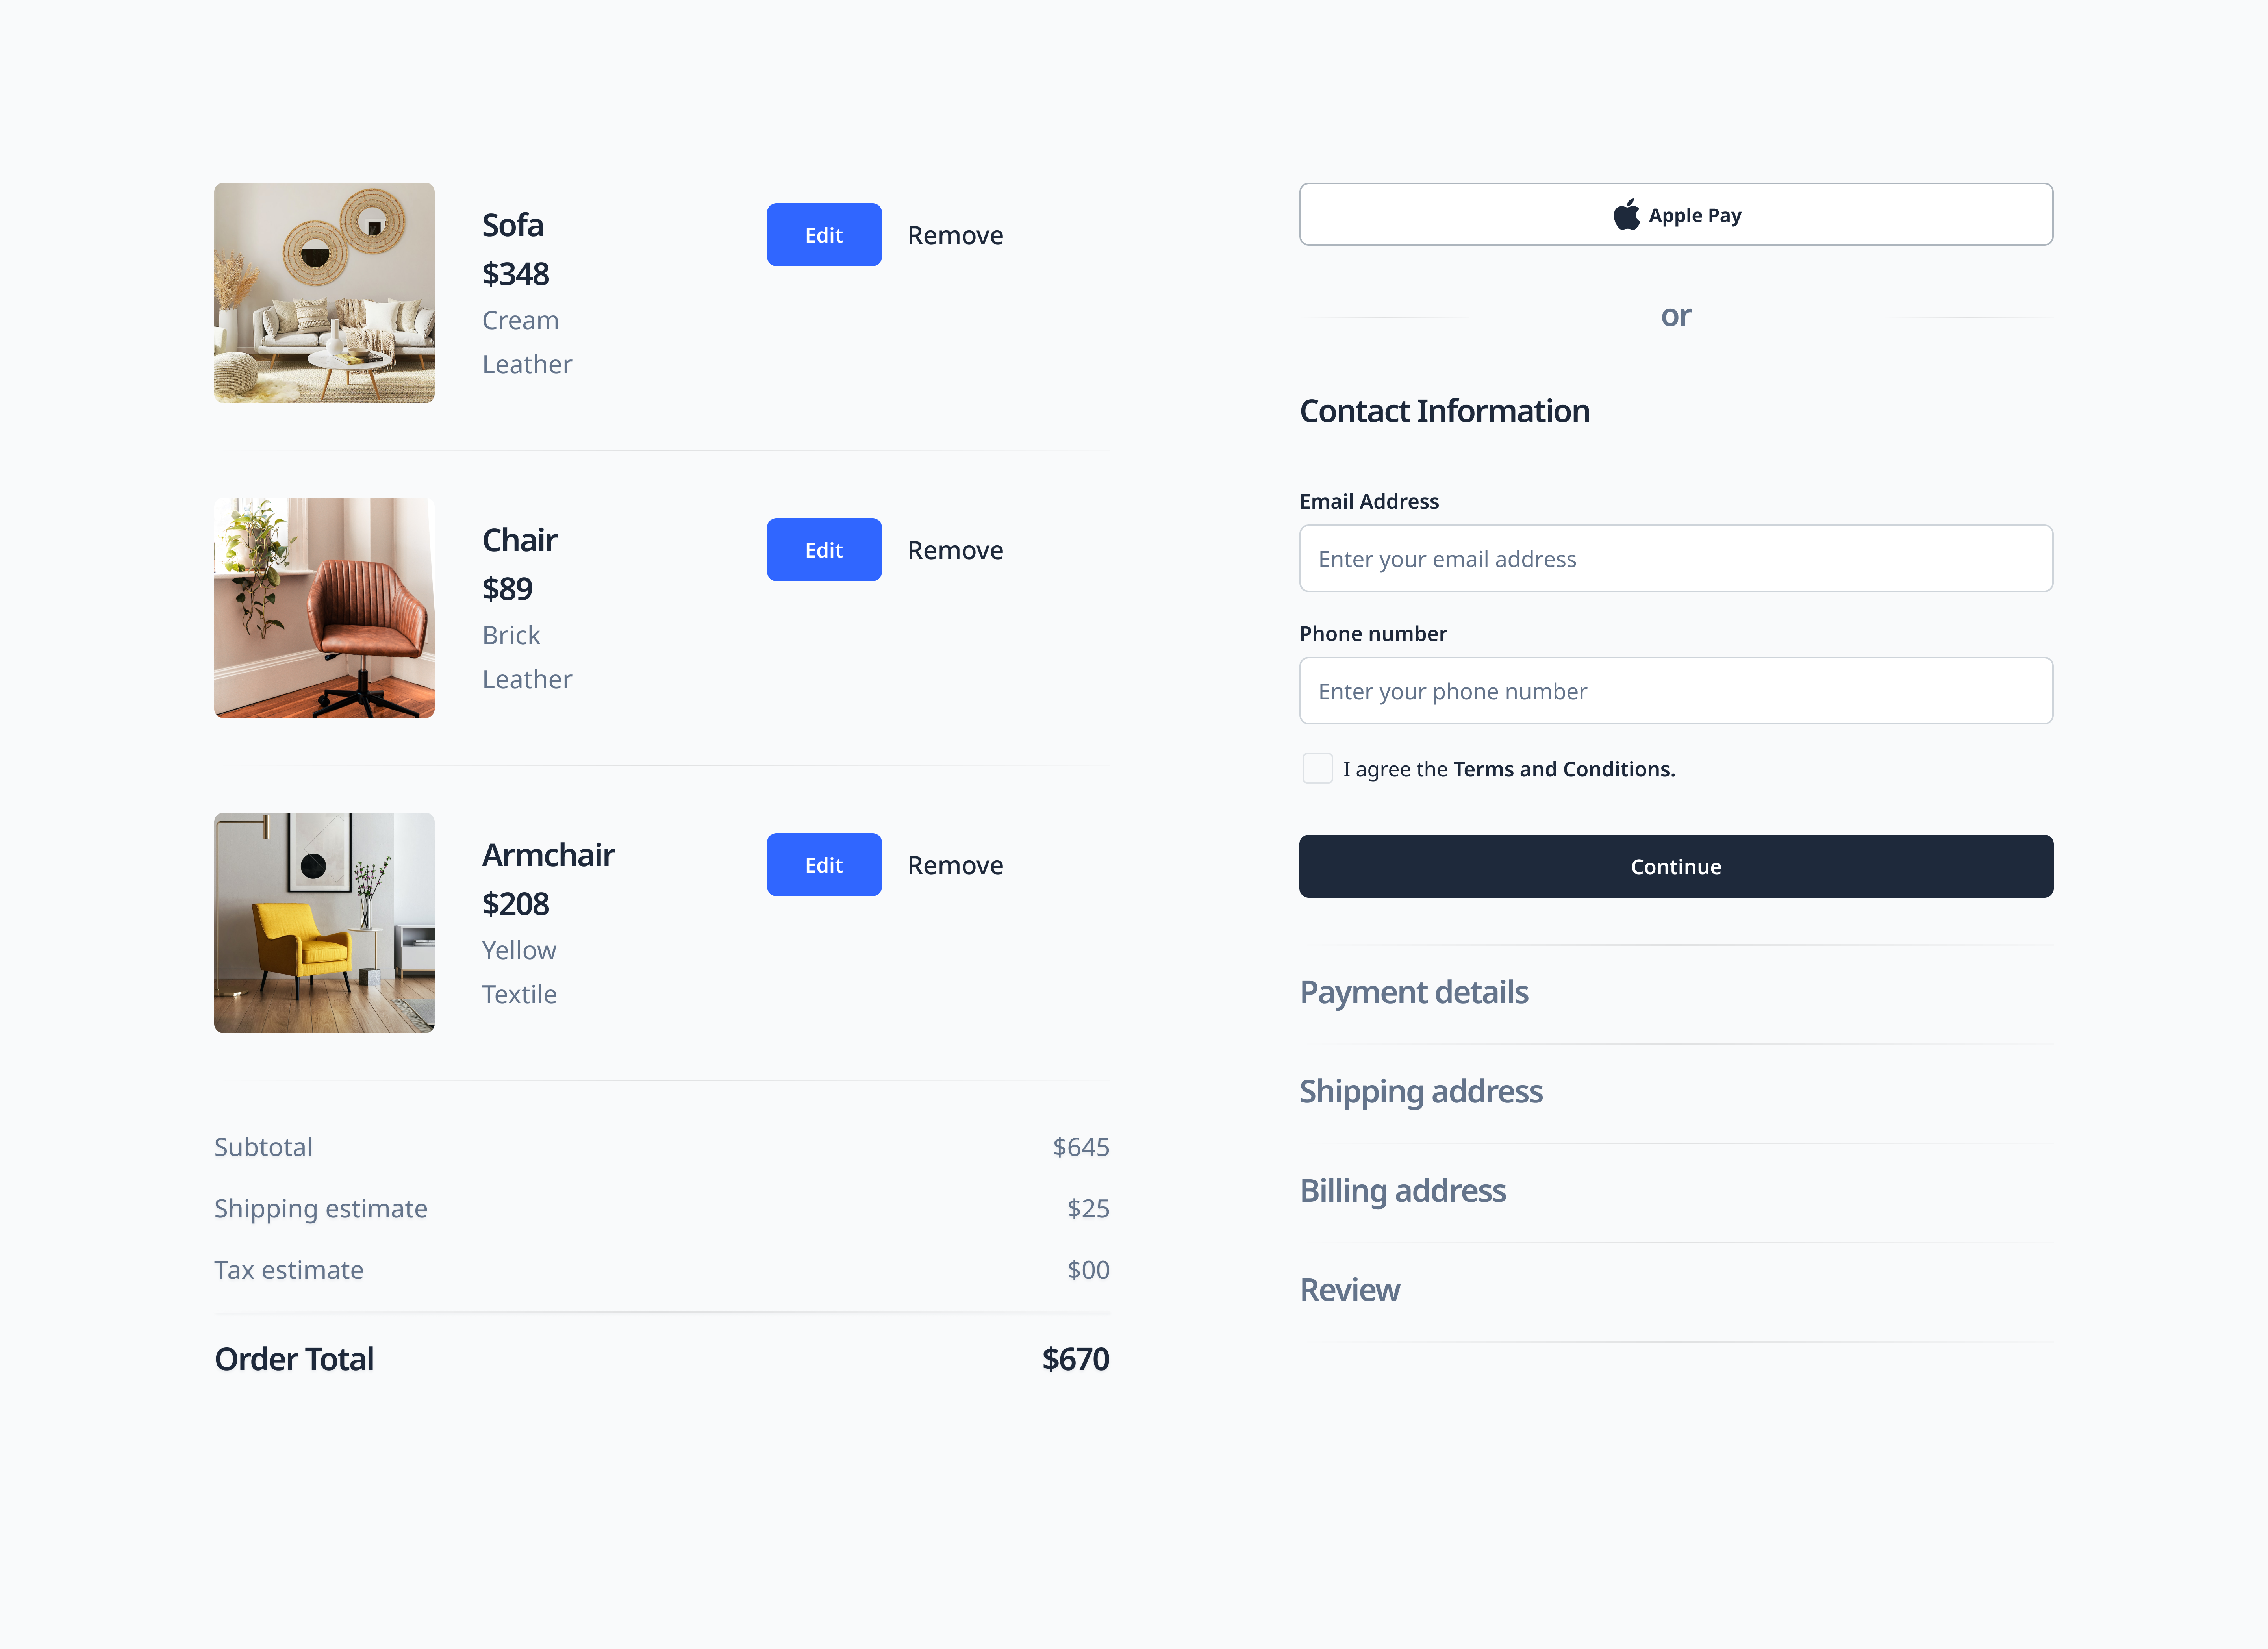 Sofa
$348
Cream
Leather
Edit
Remove
Chair
$89
Brick
Leather
Edit
Remove
Armchair
$208
Yellow
Textile
Edit
Remove
Subtotal
$645
Shipping estimate
$25
Tax estimate
$00
Order Total
$670
Apple Pay
or
Contact Information
Email Address
Enter your email address
Phone number
Enter your phone number
I agree the Terms and Conditions.
Continue
Payment details
Shipping address
Billing address
Review